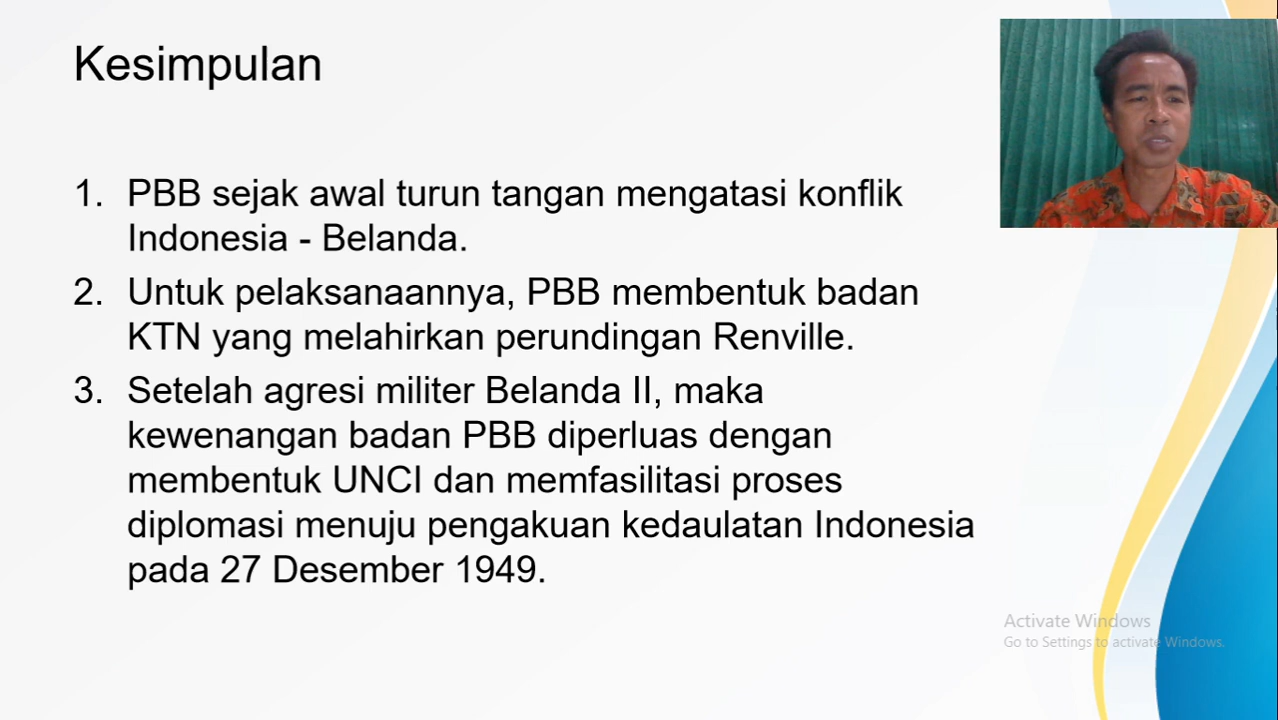 Kesimpulan
1. PBB sejak awal turun tangan mengatasi konflik
Indonesia - Belanda.
2. Untuk pelaksanaannya, PBB membentuk badan
KTN yang melahirkan perundingan Renville.
3. Setelah agresi militer Belanda II, maka
kewenangan badan PBB diperluas dengan
membentuk UNCI dan memfasilitasi proses
diplomasi menuju pengakuan kedaulatan Indonesia
pada 27 Desember 1949.
Activate Windows
Go to Settings to activate Windows.